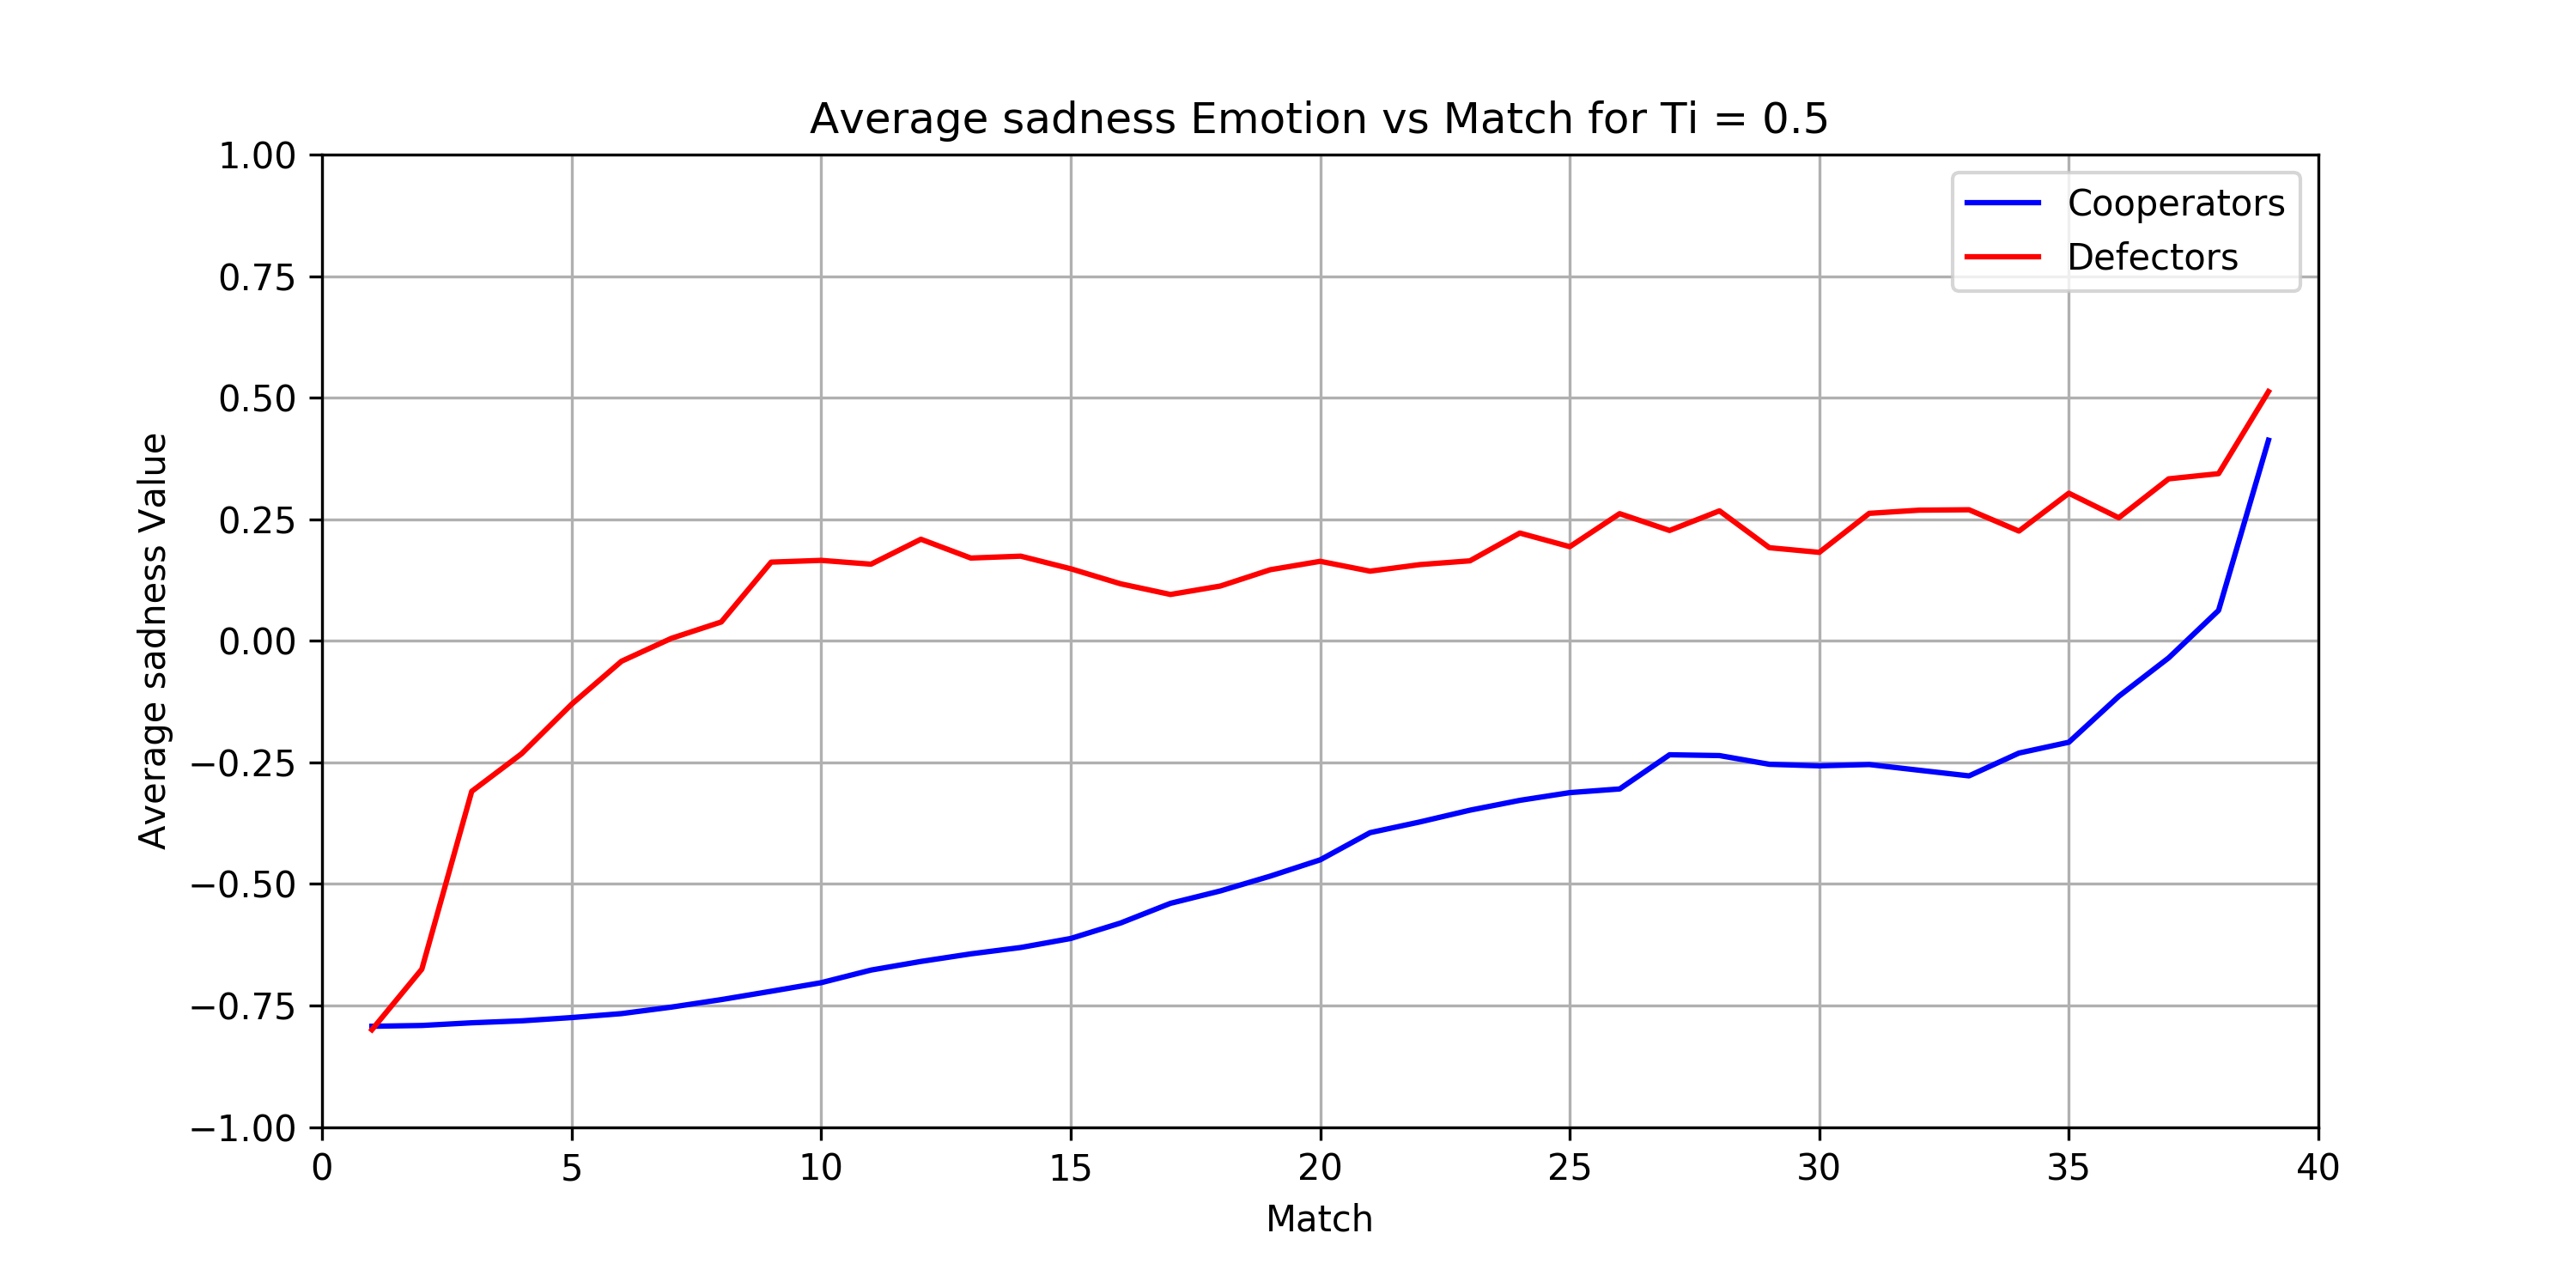 Average sadness Emotion vs Match for Ti = 0.5
Cooperators
Defectors
Average sadness Value
1.00
0.75
0.50
0.25
0.00
−0.25
−0.50
−0.75
−1.00
0 5 10 15 20 25 30 35 40
Match